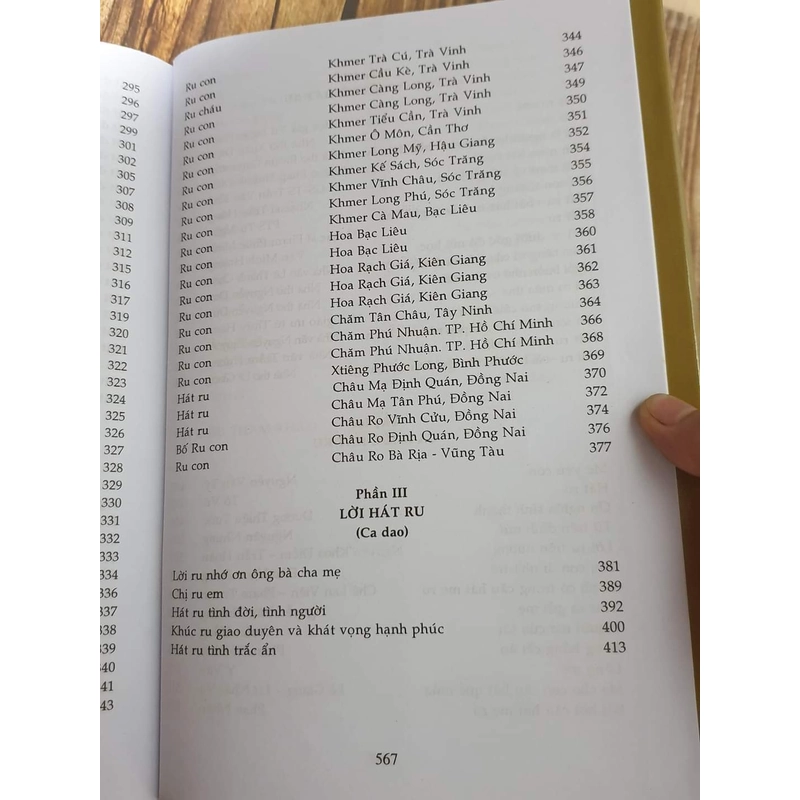 295
296
297
299
301
302
305
307
308
309
311
312
315
316
317
319
320
321
322
323
324
325
326
327
328
329
330
332
333
334
336
337
338
339
40
41
43
Ru con Khmer Trà Cú, Trà Vinh 344
Ru con Khmer Cầu Kè, Trà Vinh 346
Ru cháu Khmer Càng Long, Trà Vinh 347
Ru con Khmer Càng Long, Trà Vinh 349
Ru con Khmer Tiểu Cần, Trà Vinh 350
Ru con Khmer Ô Môn, Cần Thơ 351
Ru con Khmer Long Mỹ, Hậu Giang 352
Ru con Khmer Kế Sách, Sóc Trăng 354
Ru con Khmer Vĩnh Châu, Sóc Trăng 355
Ru con Khmer Long Phú, Sóc Trăng 356
Ru con Khmer Cà Mau, Bạc Liêu 357
Ru con Hoa Bạc Liêu 358
Ru con Hoa Bạc Liêu 360
Ru con Hoa Rạch Giá, Kiên Giang 361
Ru con Hoa Rạch Giá, Kiên Giang 362
Ru con Hoa Rạch Giá, Kiên Giang 363
Ru con Chăm Tân Châu, Tây Ninh 364
Ru con Chăm Phú Nhuận. TP. Hồ Chí Minh 366
Ru con Chăm Phú Nhuận. TP. Hồ Chí Minh 368
Ru con Xtiêng Phước Long, Bình Phước 369
Hát ru Châu Mạ Định Quán, Đồng Nai 370
Hát ru Châu Mạ Tân Phú, Đồng Nai 372
Hát ru Châu Ro Vĩnh Cửu, Đồng Nai 374
Bố Ru con Châu Ro Định Quán, Đồng Nai 376
Ru con Châu Ro Bà Rịa - Vũng Tàu 377
Phần III
LỜI HÁT RU
(Ca dao)
Lời ru nhớ ơn ông bà cha mẹ 381
Chị ru em 389
Hát ru tình đời, tình người 392
Khúc ru giao duyên và khát vọng hạnh phúc 400
Hát ru tình trắc ẩn 413
567